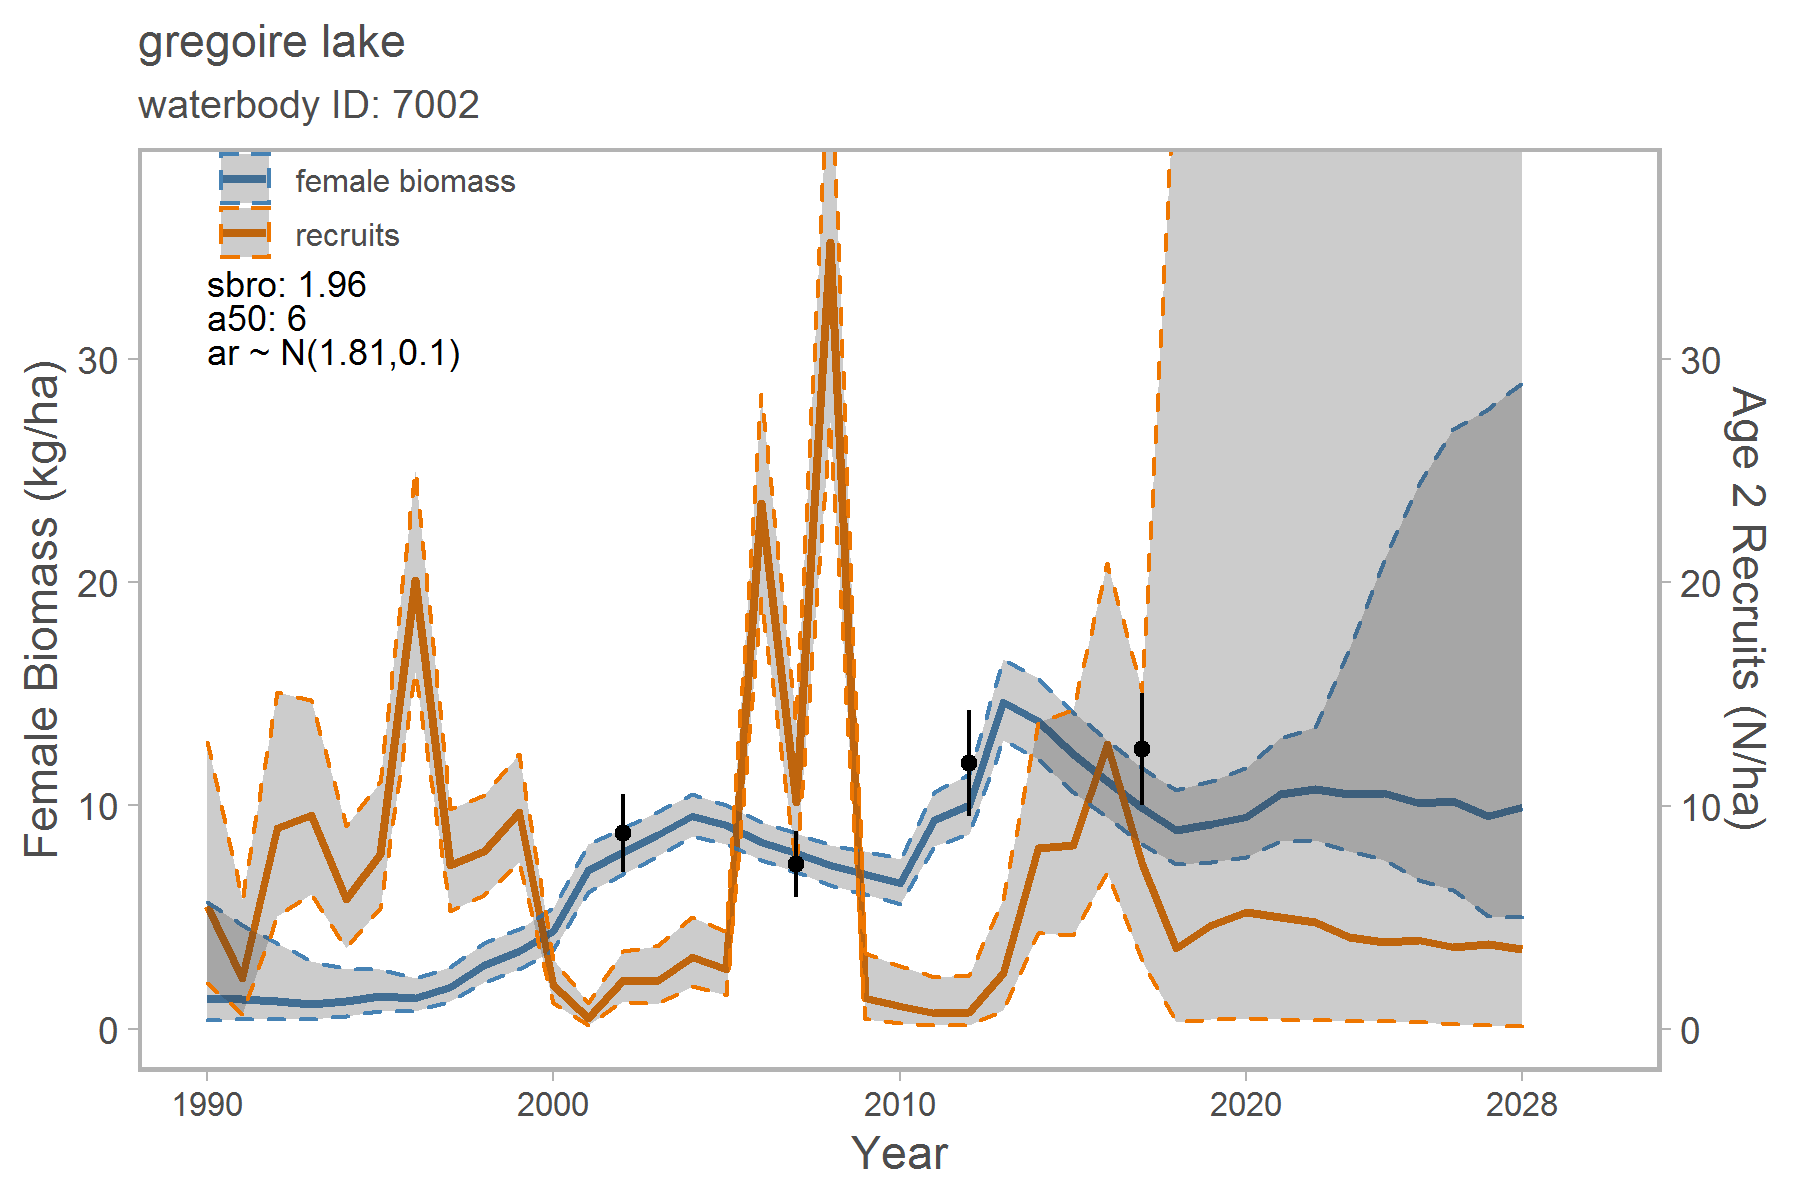 gregoire lake
waterbody ID: 7002
female biomass
recruits
sbro: 1.96
a50: 6
ar ~ N(1.81,0.1)
Female Biomass (kg/ha)
30
20
10
0
30
20
10
0
Age 2 Recruits (N/ha)
1990 2000 2010 2020 2028
Year